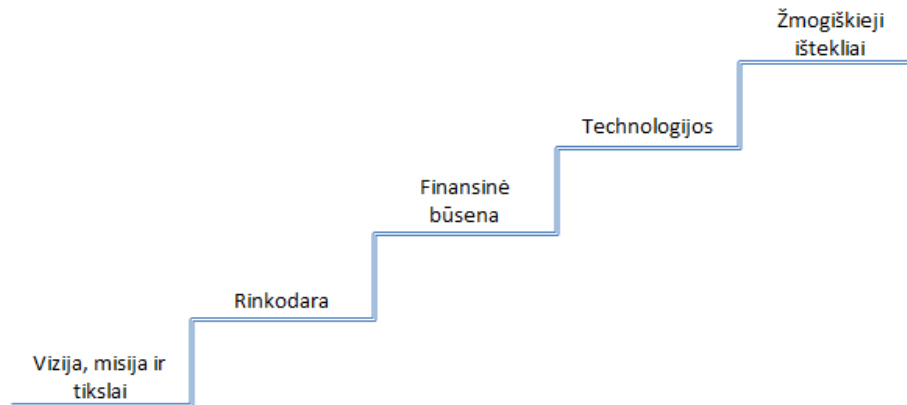 Žmogiškieji
ištekliai
Technologijos
Finansinė
būsena
Rinkodara
Vizija, misija ir
tikslai